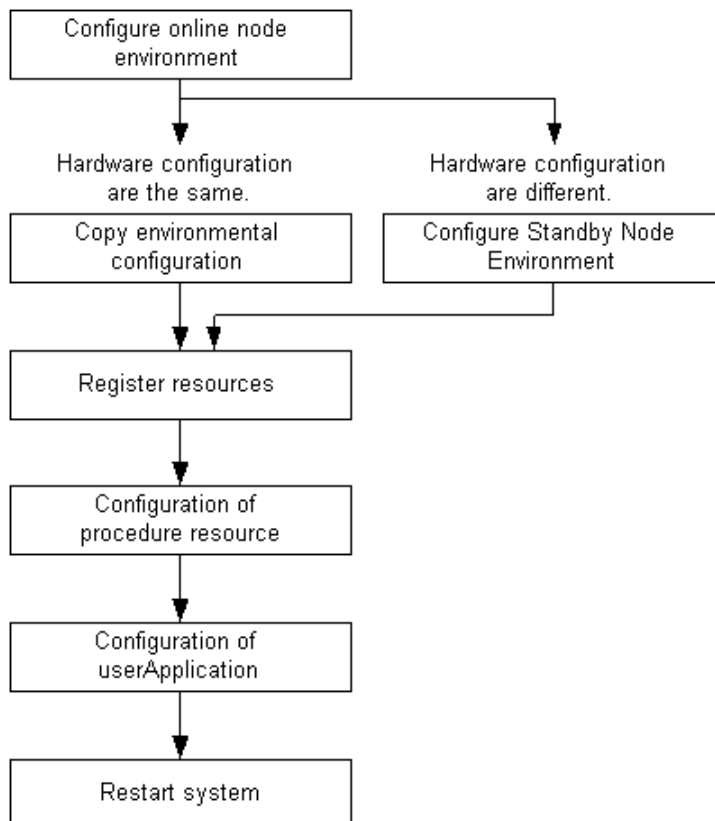 Configure online node
environment
Hardware configuration
are the same.
Hardware configuration
are different.
Copy environmental
configuration
Configure Standby Node
Environment
Register resources
Configuration of
procedure resource
Configuration of
userApplication
Restart system